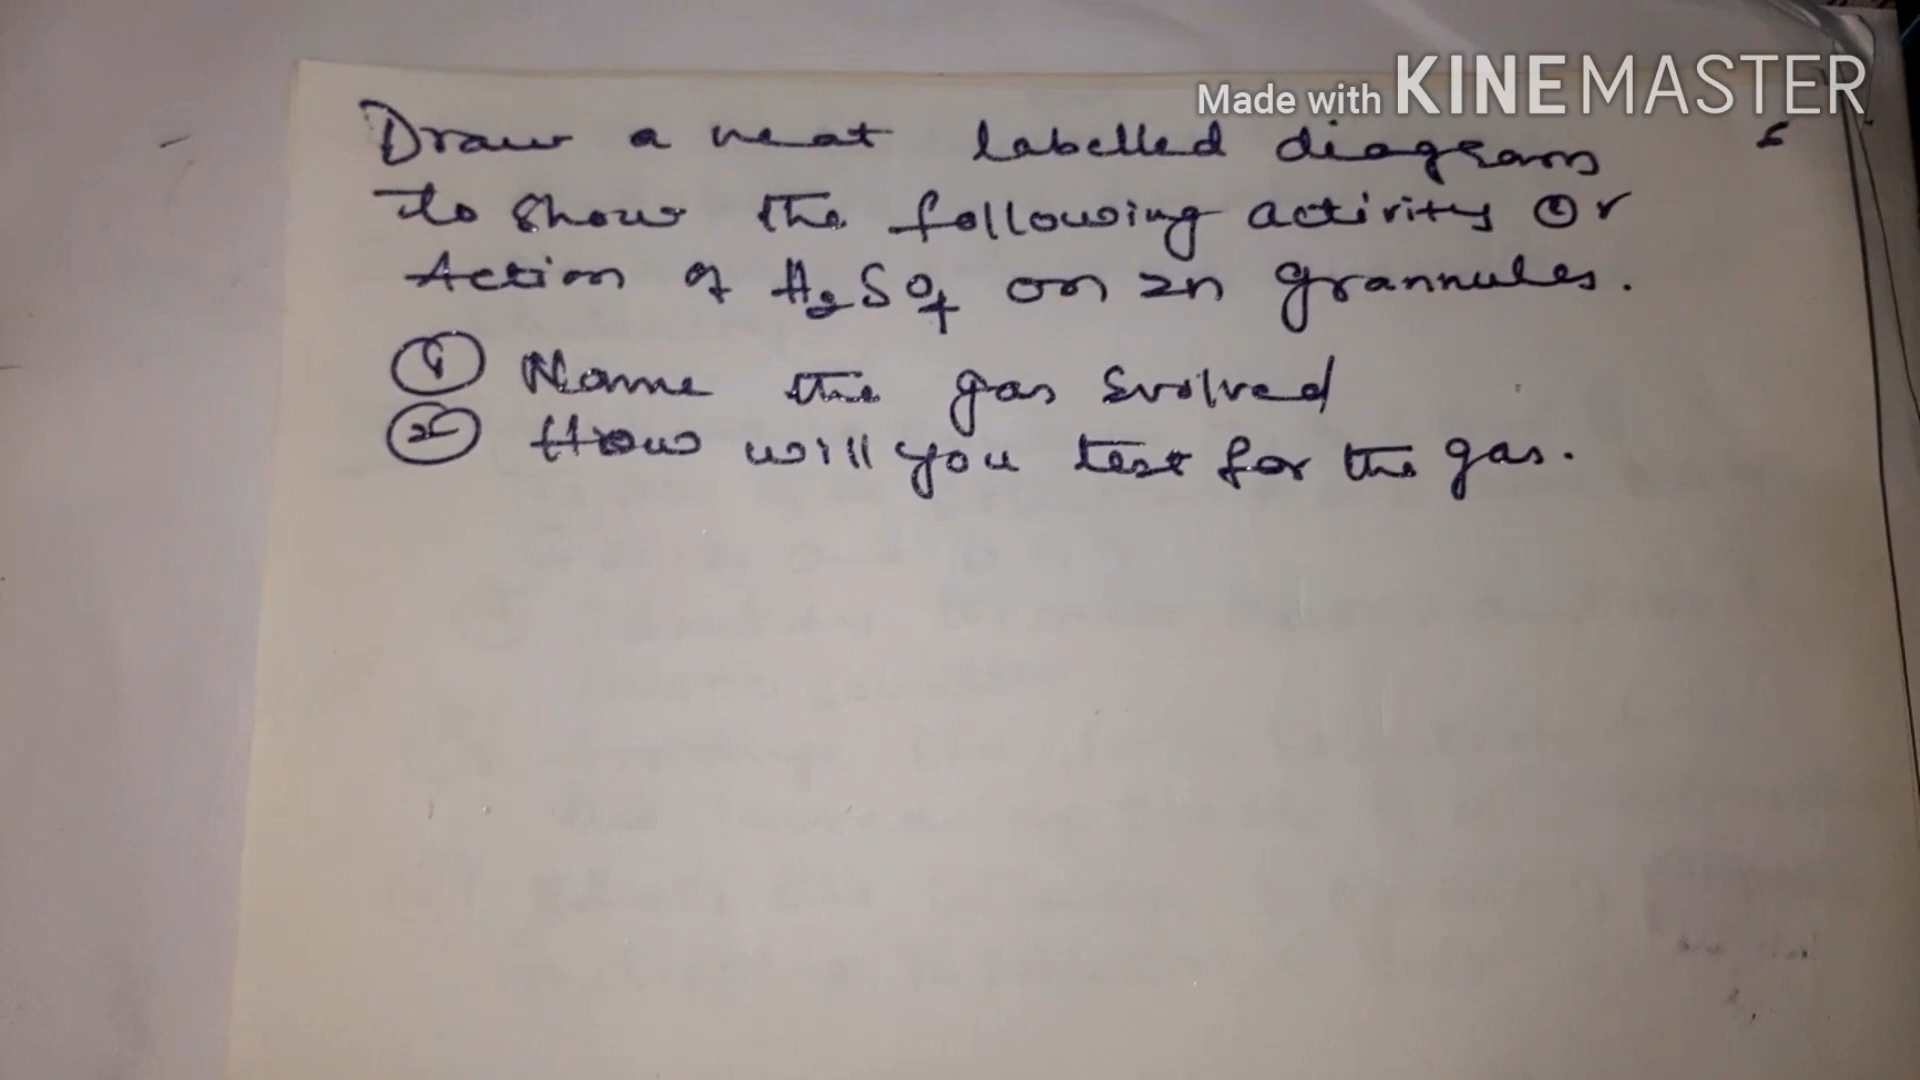 Made with KINEMASTER
Draw a neat labelled diagram
to show the following activity Or
Action of H₂SO₄ on Zn grannules.
① Name the gas Evolved
② How will you test for the gas.